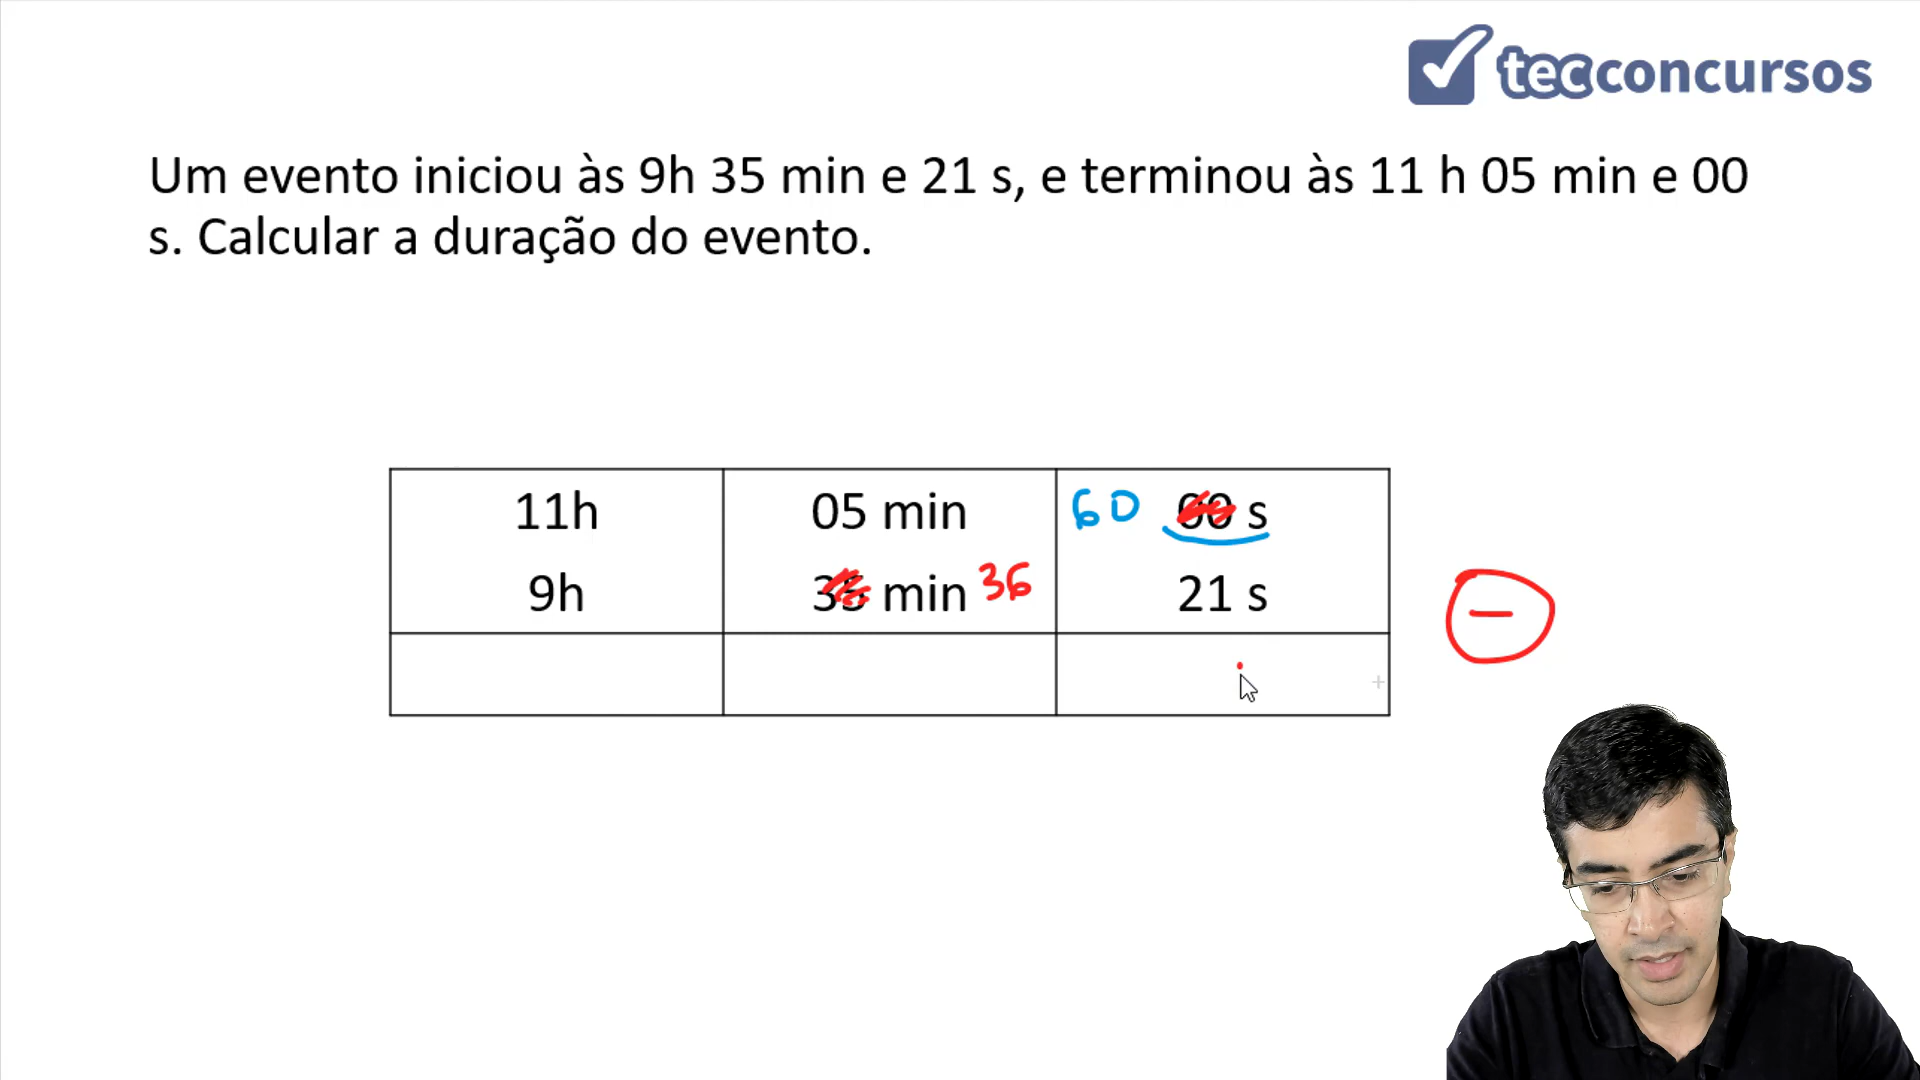 tecconcursos
Um evento iniciou às 9h 35 min e 21 s, e terminou às 11 h 05 min e 00
s. Calcular a duração do evento.
11h 05 min 60 00 s
9h 35 min 36 21 s